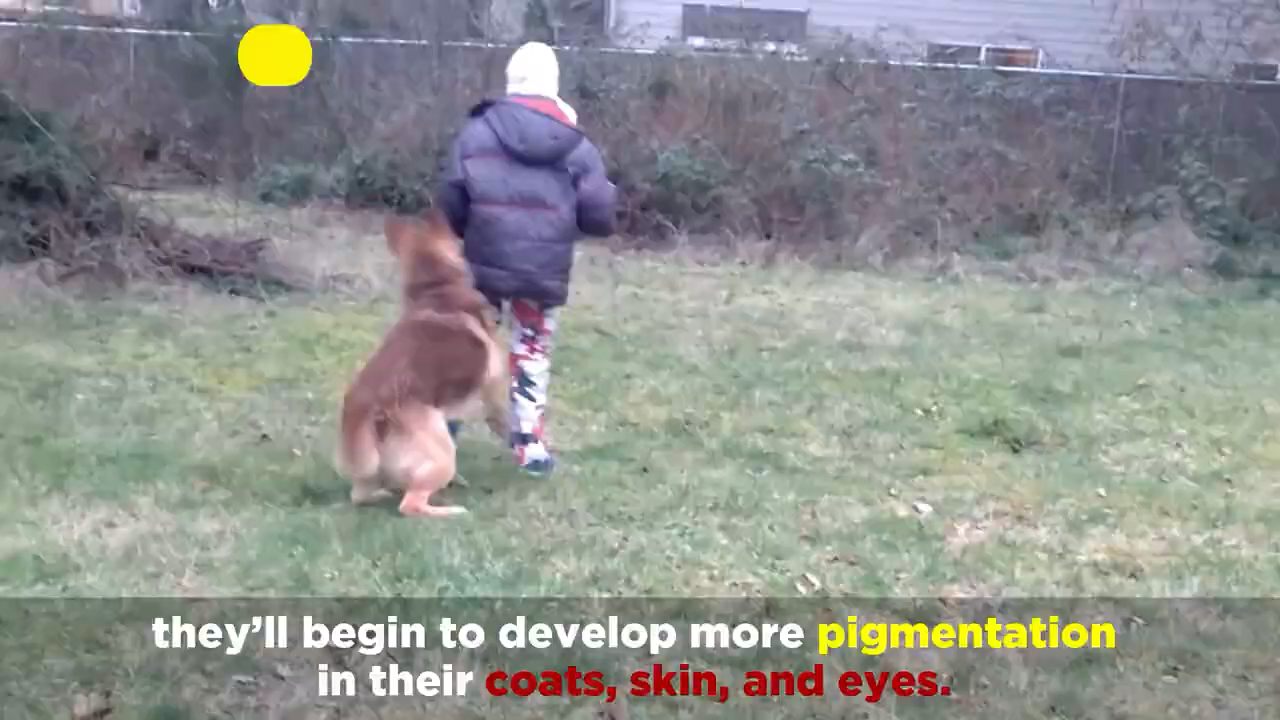 they'll begin to develop more pigmentation
in their coats, skin, and eyes.